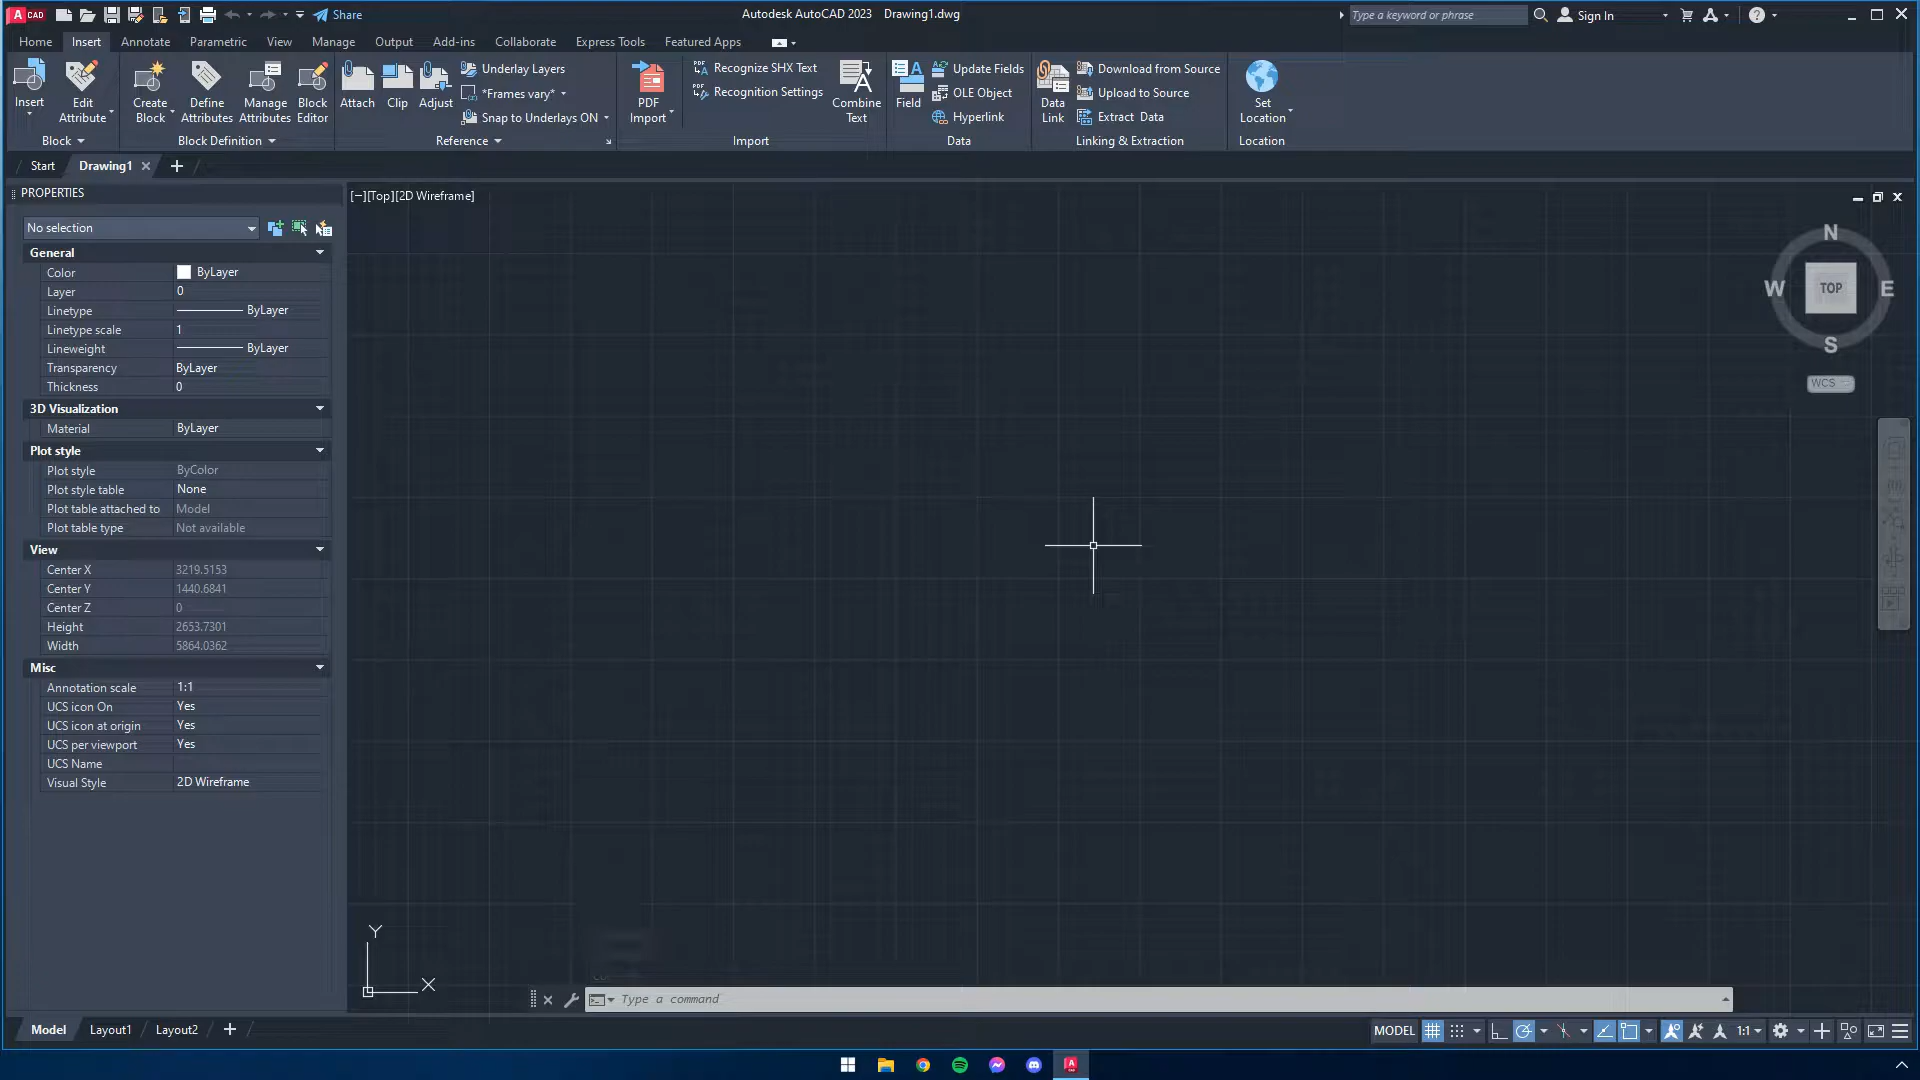 A CAD Share Autodesk AutoCAD 2023 Drawing1.dwg Type a keyword or phrase Sign In
Home Insert Annotate Parametric View Manage Output Add-ins Collaborate Express Tools Featured Apps
Insert
Edit
Attribute
Block
Create
Block
Define
Attributes
Manage
Attributes
Block
Editor
Block Definition
Attach
Clip
Adjust
Underlay Layers
*Frames vary*
Snap to Underlays ON
Reference
PDF
Import
PDF Recognize SHX Text
PDF Recognition Settings
Combine
Text
Import
Field
Update Fields
OLE Object
Hyperlink
Data
Data
Link
Download from Source
Upload to Source
Extract Data
Linking & Extraction
Set
Location
Location
Start Drawing1
PROPERTIES
No selection
General
Color ByLayer
Layer 0
Linetype ByLayer
Linetype scale 1
Lineweight ByLayer
Transparency ByLayer
Thickness 0
3D Visualization
Material ByLayer
Plot style
Plot style ByColor
Plot style table None
Plot table attached to Model
Plot table type Not available
View
Center X 3219.5153
Center Y 1440.6841
Center Z 0
Height 2653.7301
Width 5864.0362
Misc
Annotation scale 1:1
UCS icon On Yes
UCS icon at origin Yes
UCS per viewport Yes
UCS Name
Visual Style 2D Wireframe
[−][Top][2D Wireframe]
N
W TOP E
S
WCS
Y
X
Type a command
Model Layout1 Layout2 MODEL 1:1